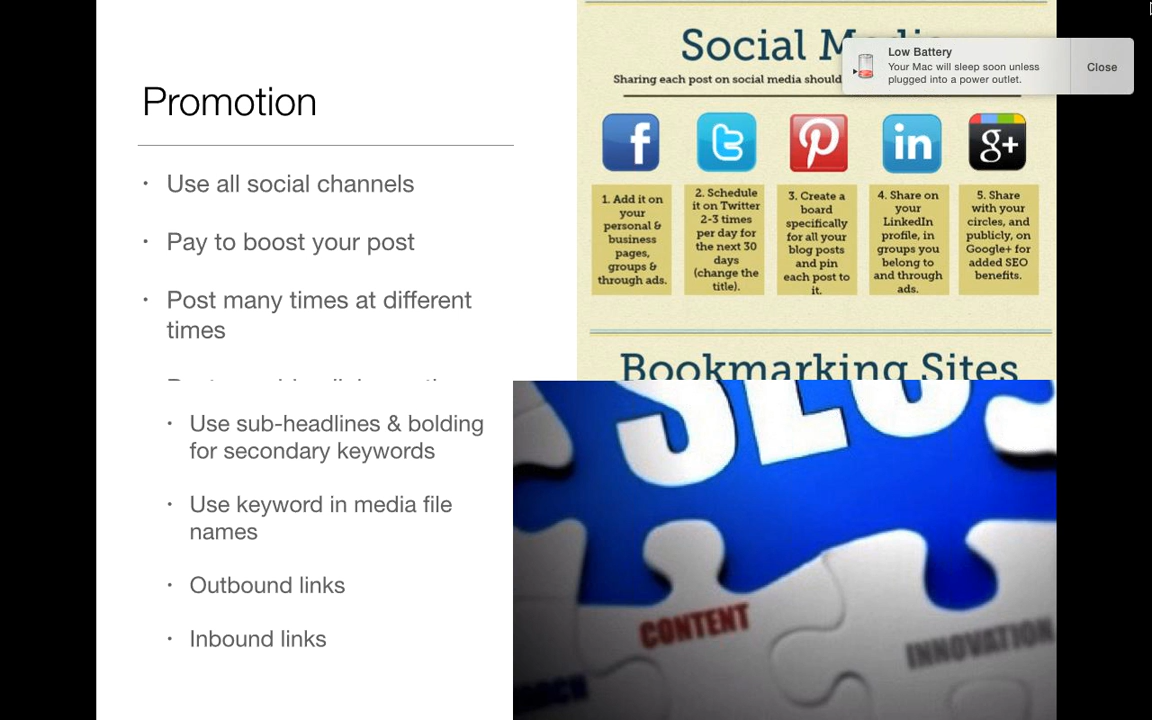 Promotion
· Use all social channels
· Pay to boost your post
· Post many times at different
times
· Use sub-headlines & bolding
for secondary keywords
· Use keyword in media file
names
· Outbound links
· Inbound links
Social
Sharing each post on social media should
Low Battery
Your Mac will sleep soon unless
plugged into a power outlet.
Close
f
t
p
in
g+
1. Add it on
your
personal &
business
pages,
groups &
through ads.
2. Schedule
it on Twitter
2-3 times
per day for
the next 30
days
(change the
title).
3. Create a
board
specifically
for all your
blog posts
and pin
each post to
it.
4. Share on
your
LinkedIn
profile, in
groups you
belong to
and through
ads.
5. Share
with your
circles, and
publicly, on
Google+ for
added SEO
benefits.
Bookmarking Sites
SEO
CONTENT
INNOVATION